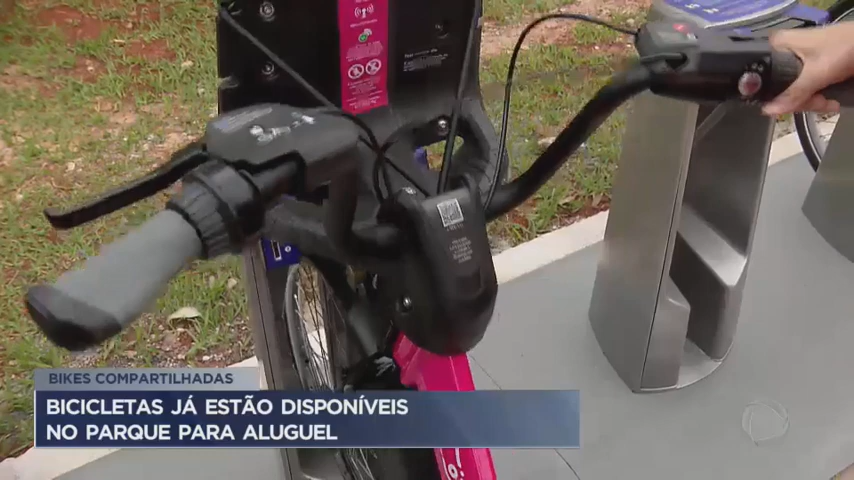 BIKES COMPARTILHADAS
BICICLETAS JÁ ESTÃO DISPONÍVEIS
NO PARQUE PARA ALUGUEL